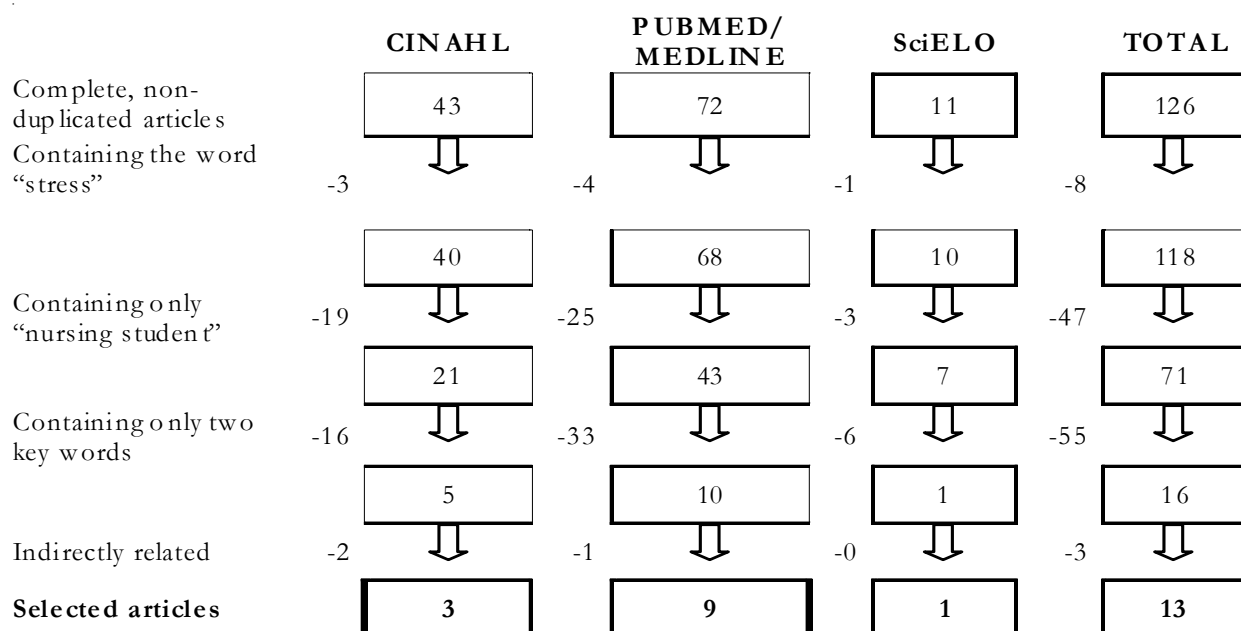 CINAHL PUBMED/ SciELO TOTAL
MEDLINE
Complete, non-
duplicated articles
43 72 11 126
Containing the word
“stress”
-3 -4 -1 -8
40 68 10 118
Containing only
“nursing student”
-19 -25 -3 -47
21 43 7 71
Containing only two
key words
-16 -33 -6 -55
5 10 1 16
Indirectly related -2 -1 -0 -3
Selected articles 3 9 1 13